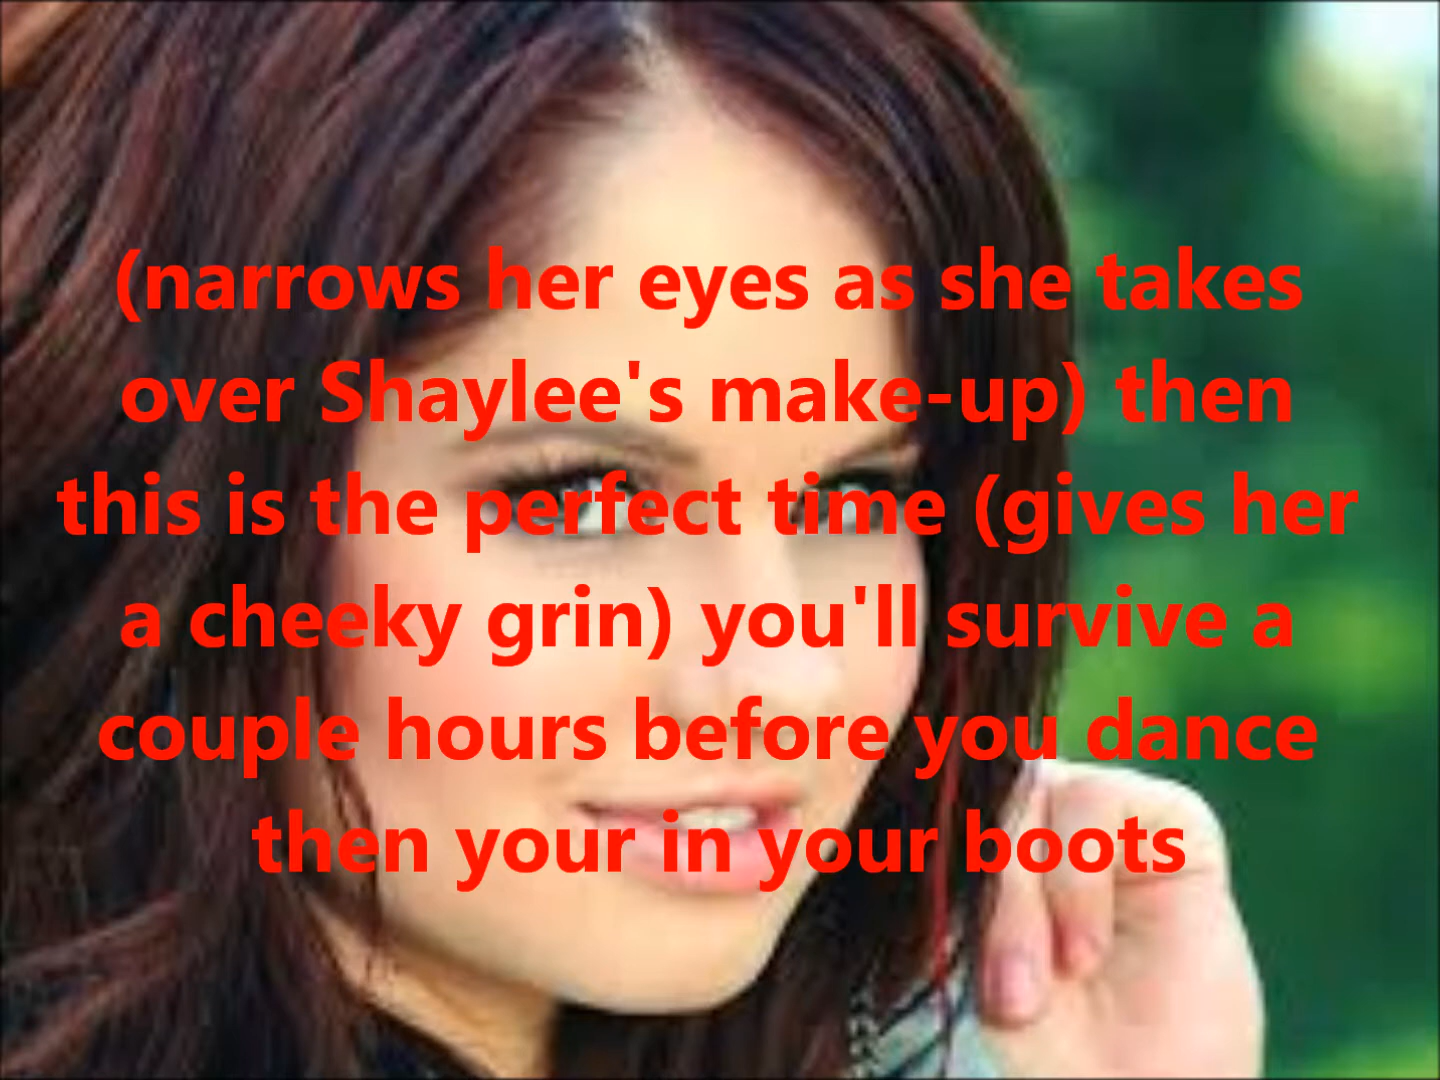 (narrows her eyes as she takes
over Shaylee's make-up) then
this is the perfect time (gives her
a cheeky grin) you'll survive a
couple hours before you dance
then your in your boots